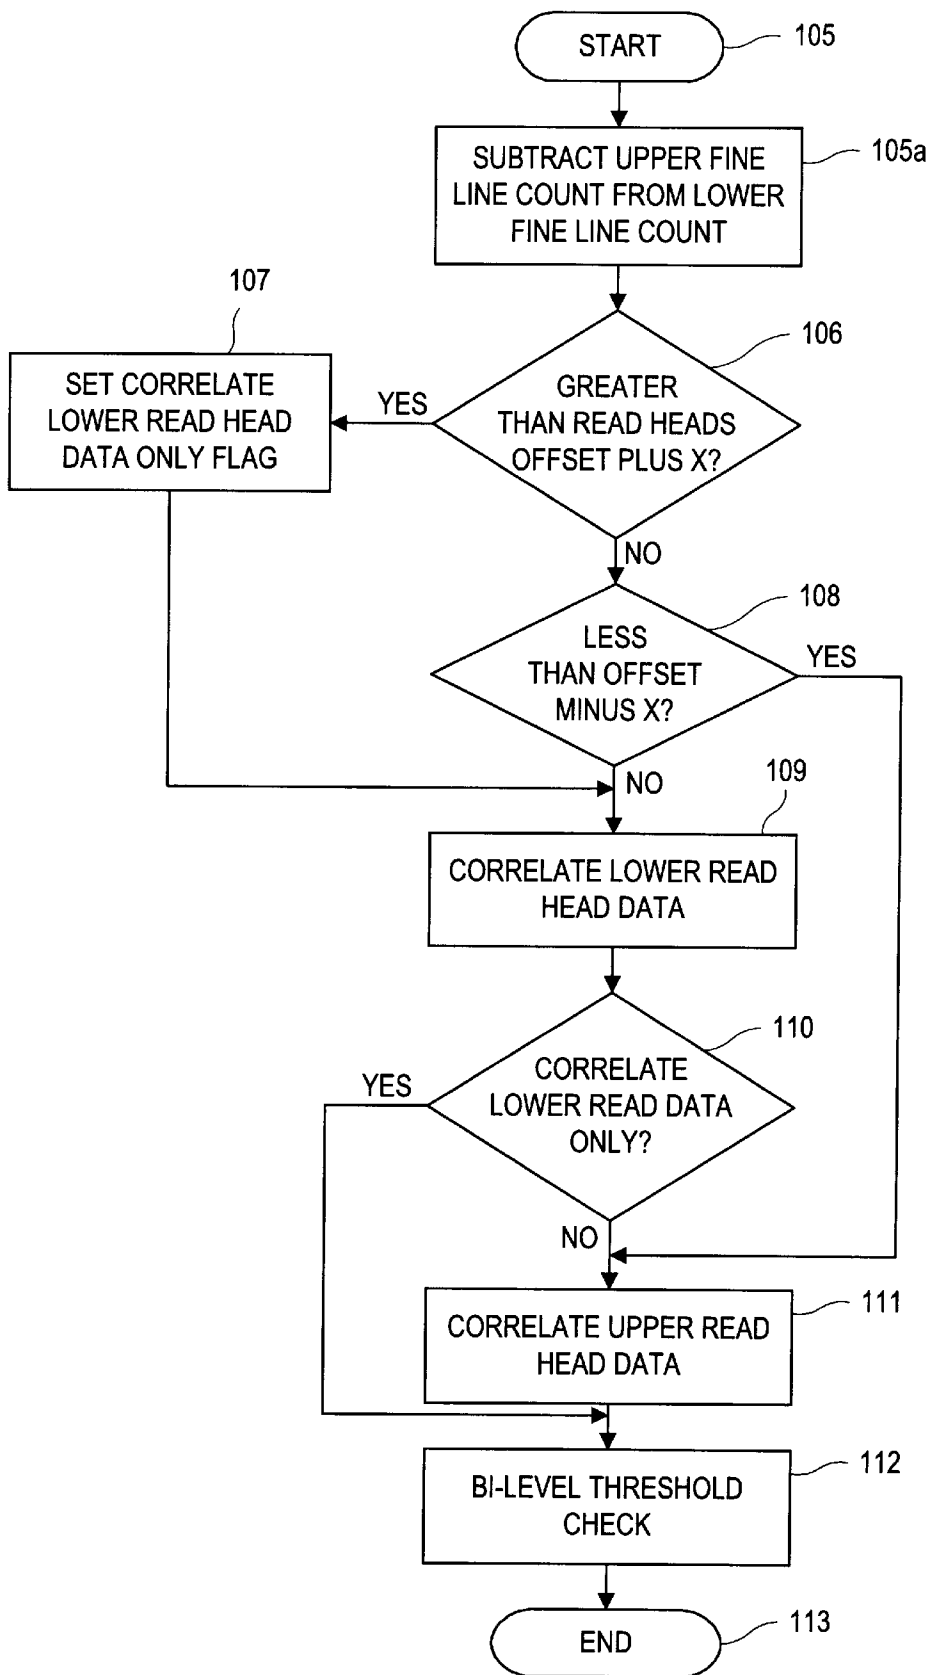 START
105
SUBTRACT UPPER FINE
LINE COUNT FROM LOWER
FINE LINE COUNT
105a
107
SET CORRELATE
LOWER READ HEAD
DATA ONLY FLAG
YES
GREATER
THAN READ HEADS
OFFSET PLUS X?
106
NO
LESS
THAN OFFSET
MINUS X?
108
YES
NO
109
CORRELATE LOWER READ
HEAD DATA
110
YES
CORRELATE
LOWER READ DATA
ONLY?
NO
CORRELATE UPPER READ
HEAD DATA
111
BI-LEVEL THRESHOLD
CHECK
112
END
113